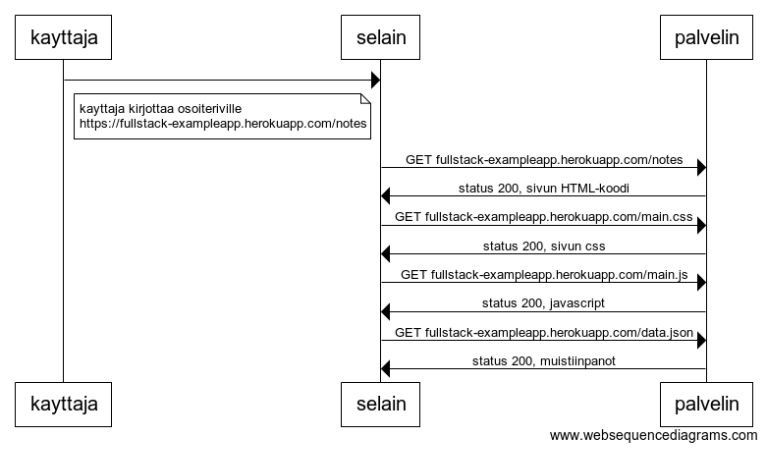 kayttaja
selain
palvelin
kayttaja kirjottaa osoiteriville
https://fullstack-exampleapp.herokuapp.com/notes
GET fullstack-exampleapp.herokuapp.com/notes
status 200, sivun HTML-koodi
GET fullstack-exampleapp.herokuapp.com/main.css
status 200, sivun css
GET fullstack-exampleapp.herokuapp.com/main.js
status 200, javascript
GET fullstack-exampleapp.herokuapp.com/data.json
status 200, muistiinpanot
kayttaja
selain
palvelin
www.websequencediagrams.com